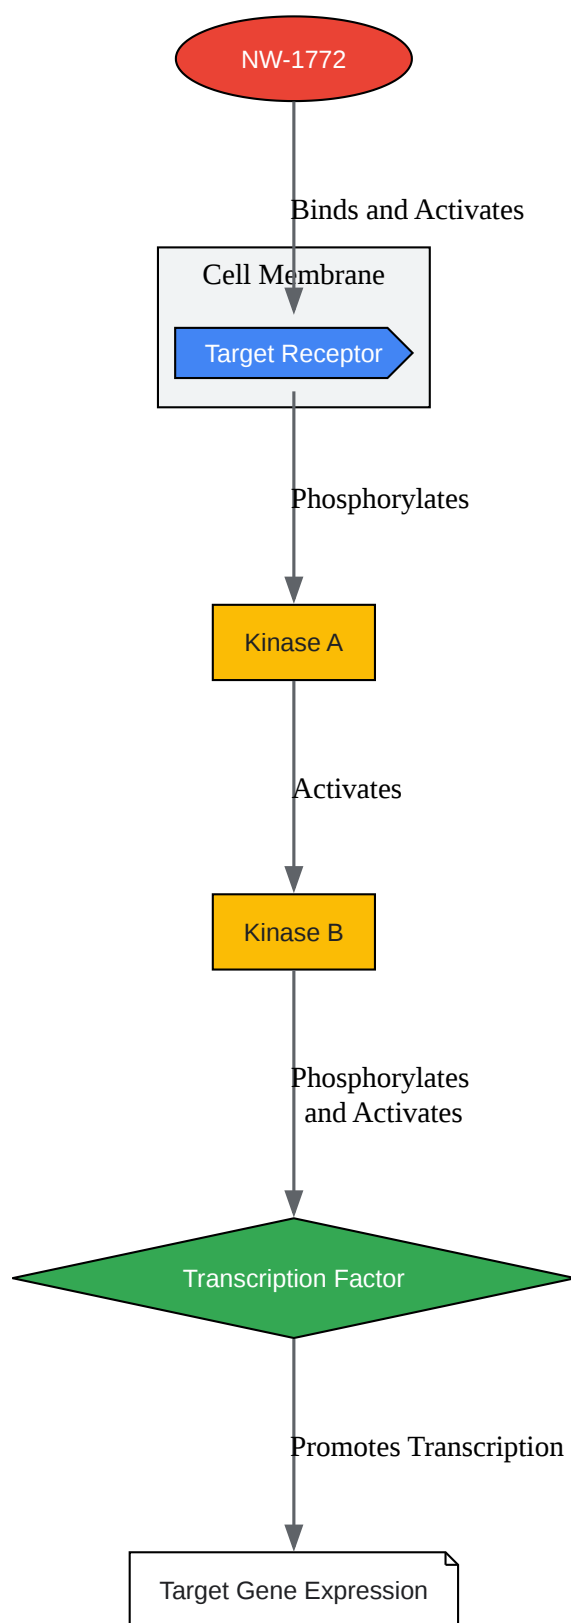 NW-1772
Binds and Activates
Cell Membrane
Target Receptor
Phosphorylates
Kinase A
Activates
Kinase B
Phosphorylates
and Activates
Transcription Factor
Promotes Transcription
Target Gene Expression